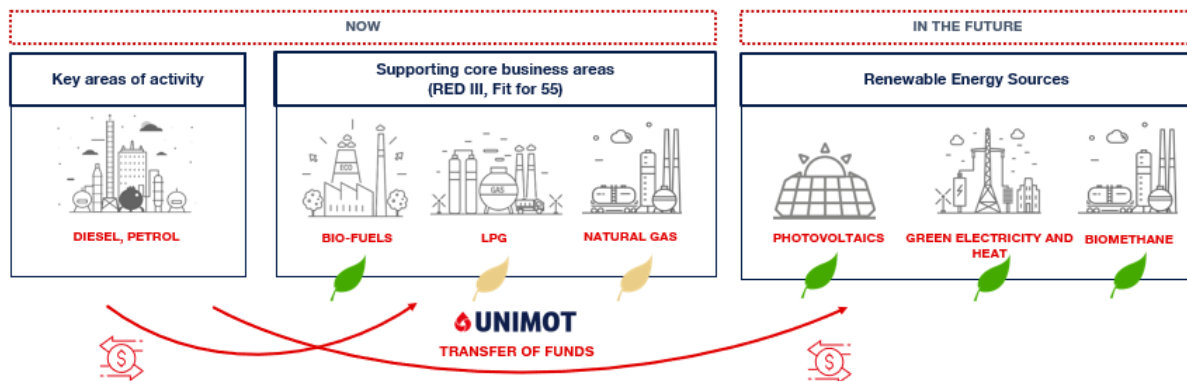 NOW
IN THE FUTURE
Key areas of activity
Supporting core business areas
(RED III, Fit for 55)
Renewable Energy Sources
ECO
GAS
DIESEL, PETROL
BIO-FUELS
LPG
NATURAL GAS
PHOTOVOLTAICS
GREEN ELECTRICITY AND
HEAT
BIOMETHANE
UNIMOT
TRANSFER OF FUNDS
$
$